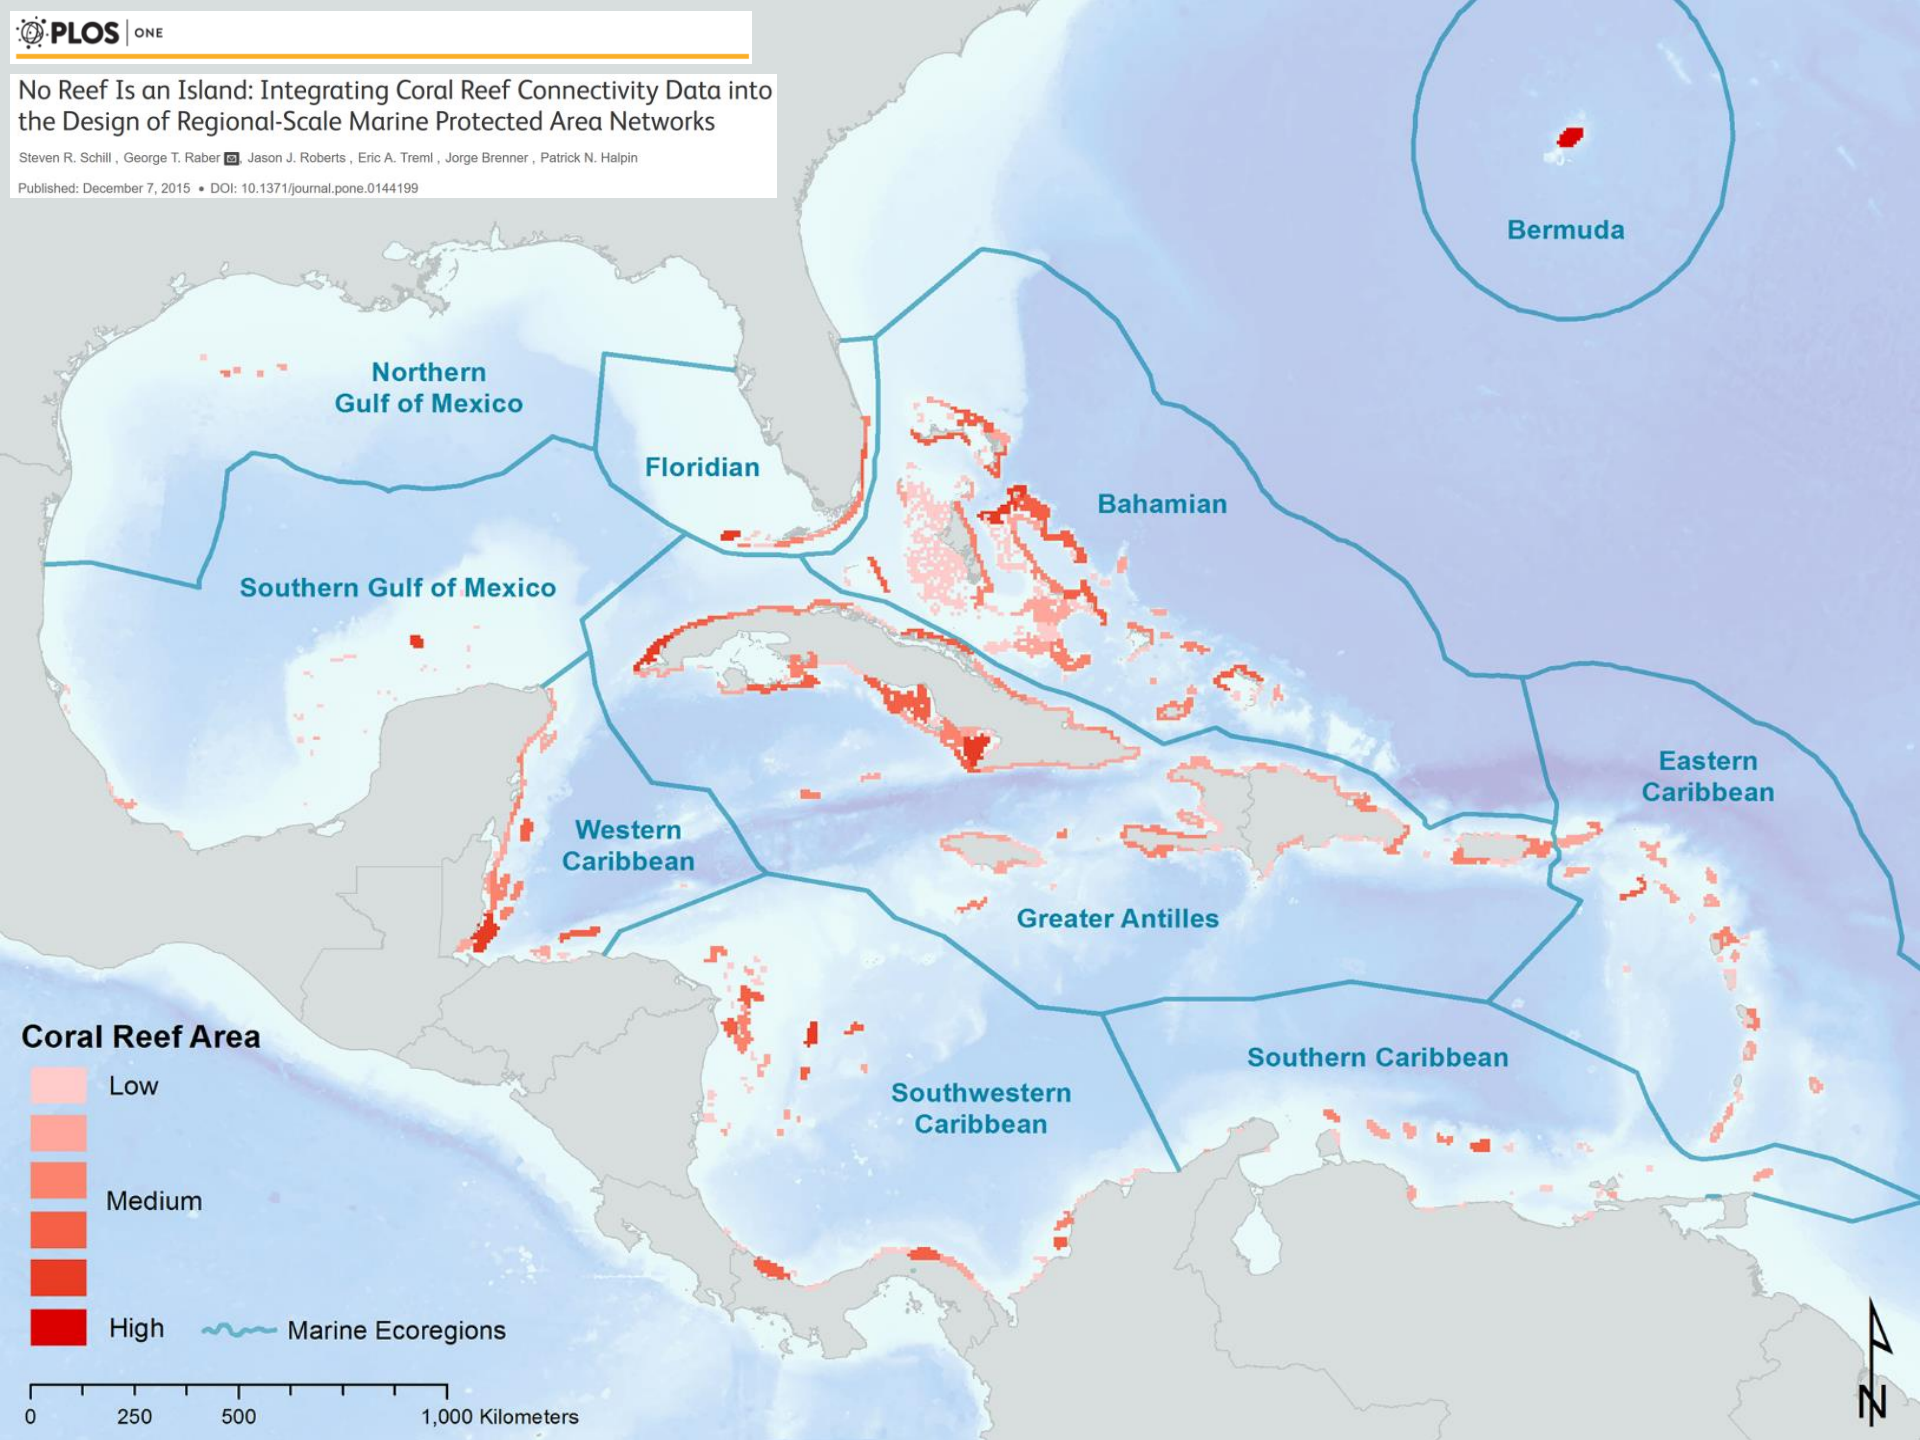 PLOS ONE
No Reef Is an Island: Integrating Coral Reef Connectivity Data into
the Design of Regional-Scale Marine Protected Area Networks
Steven R. Schill , George T. Raber , Jason J. Roberts , Eric A. Treml , Jorge Brenner , Patrick N. Halpin
Published: December 7, 2015 • DOI: 10.1371/journal.pone.0144199
Bermuda
Northern
Gulf of Mexico
Floridian
Bahamian
Southern Gulf of Mexico
Eastern
Caribbean
Western
Caribbean
Greater Antilles
Southern Caribbean
Southwestern
Caribbean
Coral Reef Area
Low
Medium
High
Marine Ecoregions
0 250 500 1,000 Kilometers
N